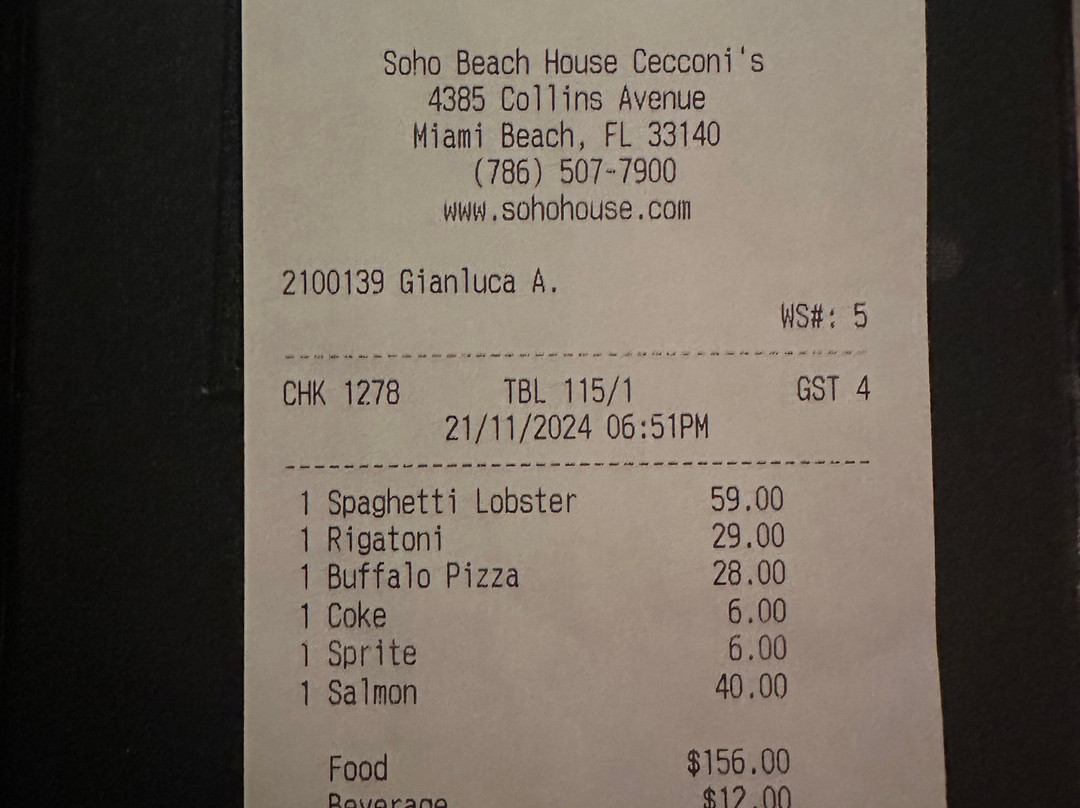 Soho Beach House Cecconi's
4385 Collins Avenue
Miami Beach, FL 33140
(786) 507-7900
www.sohohouse.com
2100139 Gianluca A.
WS#: 5
--------------------------------
CHK 1278 TBL 115/1 GST 4
21/11/2024 06:51PM
--------------------------------
1 Spaghetti Lobster 59.00
1 Rigatoni 29.00
1 Buffalo Pizza 28.00
1 Coke 6.00
1 Sprite 6.00
1 Salmon 40.00
Food $156.00
Beverage $12.00